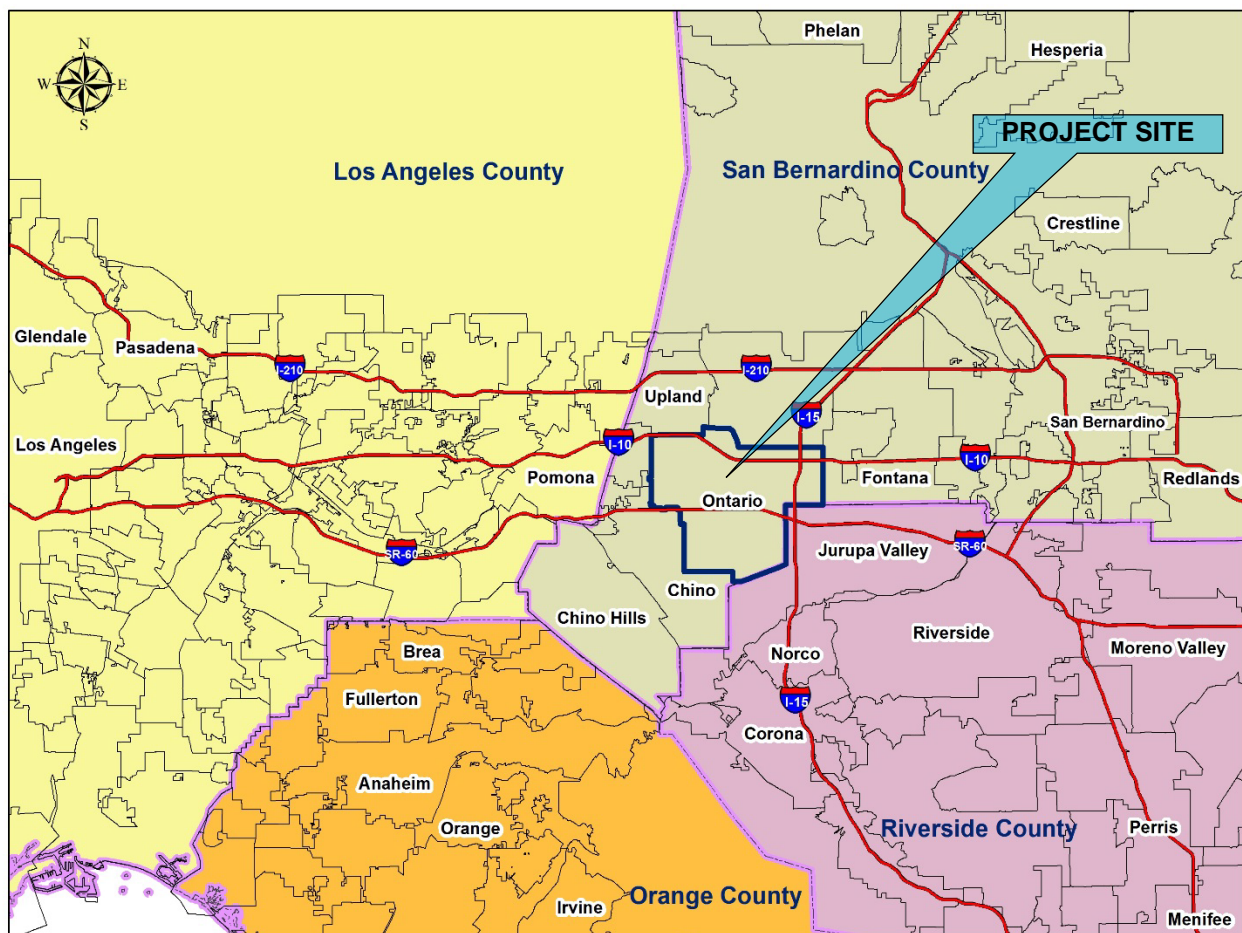 Phelan
Hesperia
N
W
E
S
PROJECT SITE
Los Angeles County
San Bernardino County
Crestline
Glendale
Pasadena
I-210
I-210
Upland
I-15
San Bernardino
Los Angeles
I-10
I-10
Pomona
Fontana
Redlands
Ontario
SR-60
SR-60
Jurupa Valley
Chino
Chino Hills
Riverside
Moreno Valley
Brea
Norco
Fullerton
I-15
Corona
Anaheim
Orange
Riverside County
Perris
Orange County
Irvine
Menifee